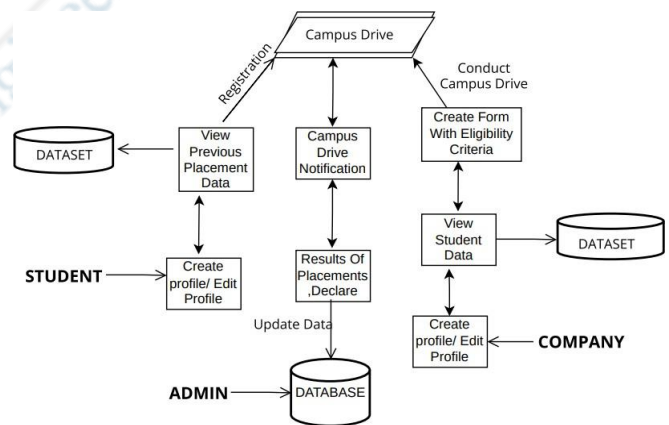 Campus Drive
Registration
Conduct
Campus Drive
View
Previous
Placement
Data
Campus
Drive
Notification
Create Form
With Eligibility
Criteria
DATASET
View
Student
Data
DATASET
STUDENT
Create
profile/ Edit
Profile
Results Of
Placements
,Declare
Update Data
Create
profile/ Edit
Profile
COMPANY
ADMIN
DATABASE